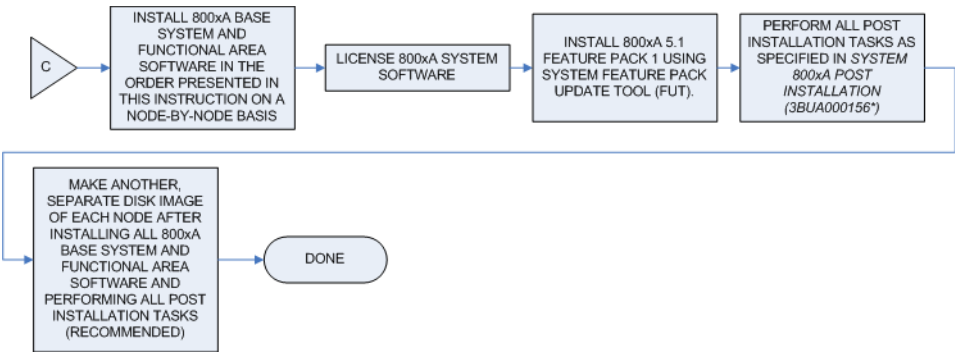 C
INSTALL 800xA BASE
SYSTEM AND
FUNCTIONAL AREA
SOFTWARE IN THE
ORDER PRESENTED IN
THIS INSTRUCTION ON A
NODE-BY-NODE BASIS
LICENSE 800xA SYSTEM
SOFTWARE
INSTALL 800xA 5.1
FEATURE PACK 1 USING
SYSTEM FEATURE PACK
UPDATE TOOL (FUT).
PERFORM ALL POST
INSTALLATION TASKS AS
SPECIFIED IN SYSTEM
800xA POST
INSTALLATION
(3BUA000156*)
MAKE ANOTHER,
SEPARATE DISK IMAGE
OF EACH NODE AFTER
INSTALLING ALL 800xA
BASE SYSTEM AND
FUNCTIONAL AREA
SOFTWARE AND
PERFORMING ALL POST
INSTALLATION TASKS
(RECOMMENDED)
DONE